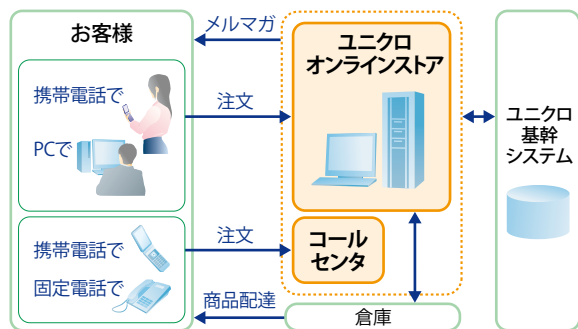 お客様
携帯電話で
PCで
携帯電話で
固定電話で
メルマガ
注文
注文
商品配達
ユニクロ
オンラインストア
コール
センタ
倉庫
ユニクロ
基幹
システム